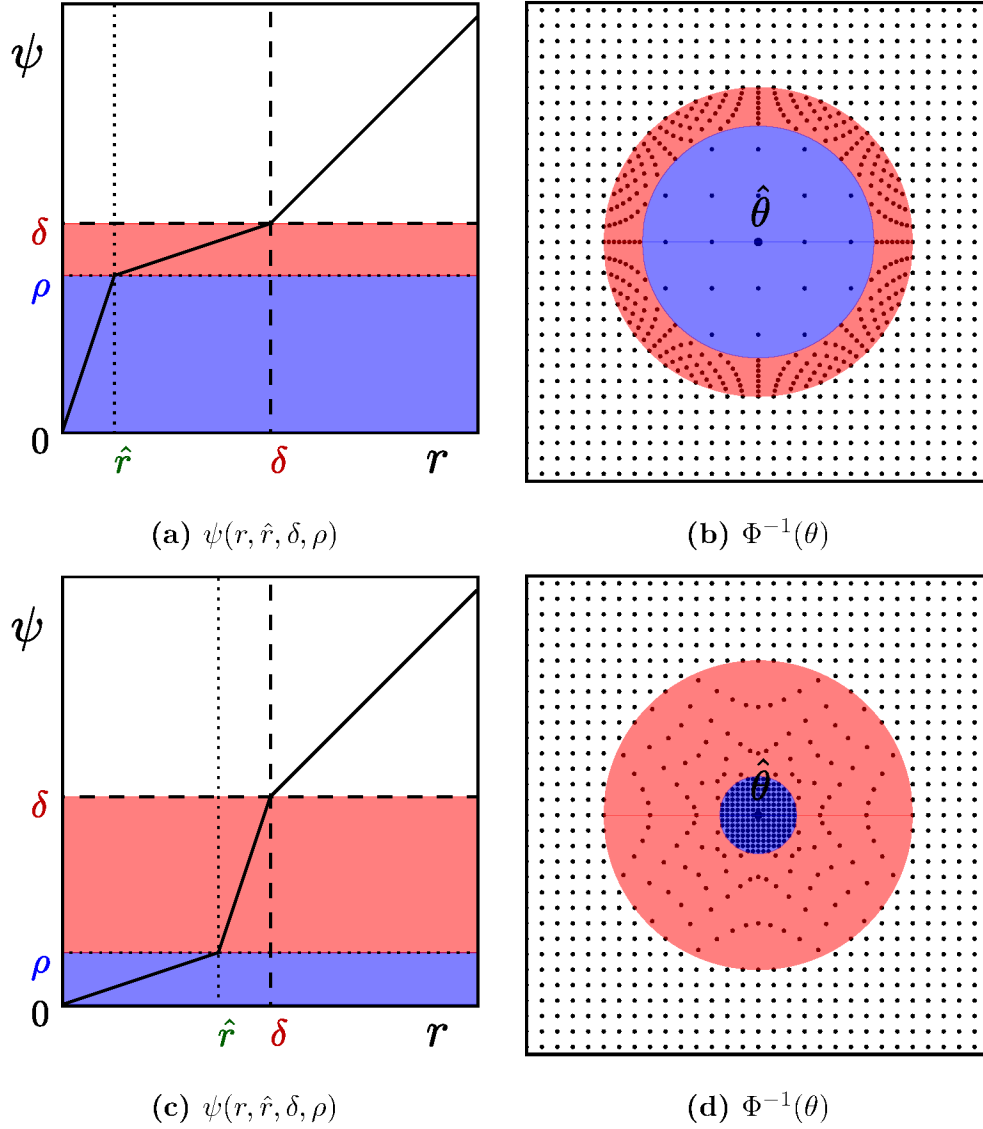 ψ
δ
ρ
0
r̂ δ r
θ̂
(a) ψ(r, r̂, δ, ρ)
(b) Φ⁻¹(θ)
ψ
δ
ρ
0
r̂ δ r
θ̂
(c) ψ(r, r̂, δ, ρ)
(d) Φ⁻¹(θ)